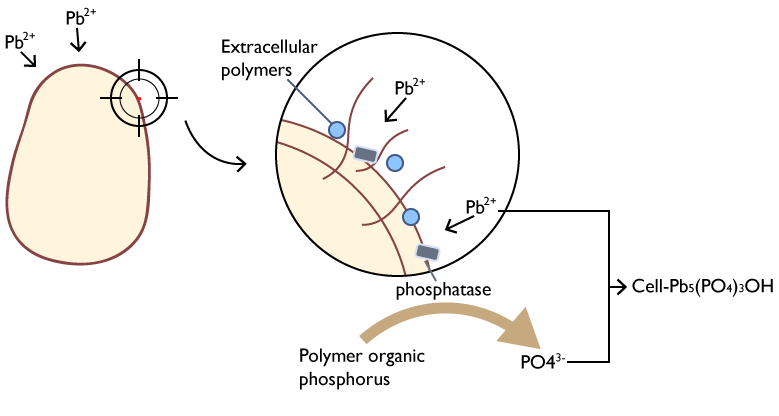 Pb²⁺
Pb²⁺
Extracellular
polymers
Pb²⁺
Pb²⁺
phosphatase
Cell-Pb₅(PO₄)₃OH
Polymer organic
phosphorus
PO4³⁻